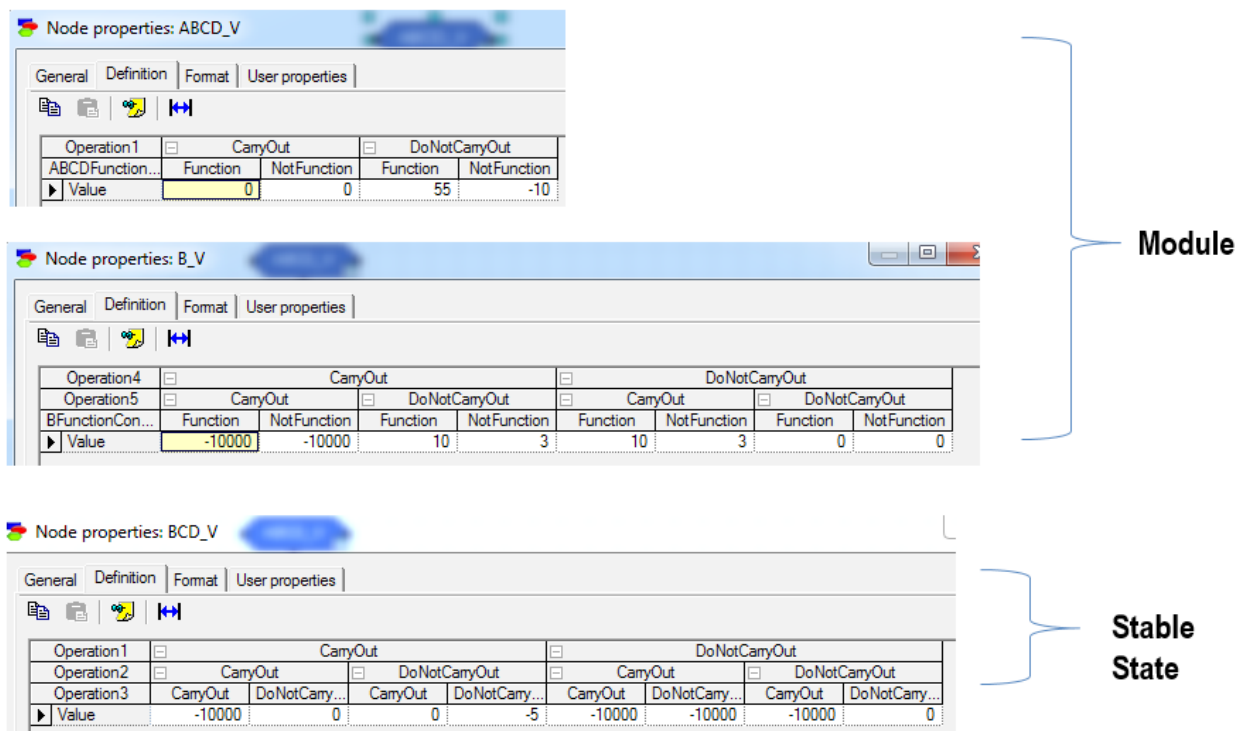 Node properties: ABCD_V
General Definition Format User properties
Operation1 CarryOut DoNotCarryOut
ABCDFunction... Function NotFunction Function NotFunction
Value 0 0 55 -10
Node properties: B_V
General Definition Format User properties
Operation4 CarryOut DoNotCarryOut
Operation5 CarryOut DoNotCarryOut CarryOut DoNotCarryOut
BFunctionCon... Function NotFunction Function NotFunction Function NotFunction Function NotFunction
Value -10000 -10000 10 3 10 3 0 0
Module
Node properties: BCD_V
General Definition Format User properties
Operation1 CarryOut DoNotCarryOut
Operation2 CarryOut DoNotCarryOut CarryOut DoNotCarryOut
Operation3 CarryOut DoNotCarry... CarryOut DoNotCarry... CarryOut DoNotCarry... CarryOut DoNotCarry...
Value -10000 0 0 -5 -10000 -10000 -10000 0
Stable
State